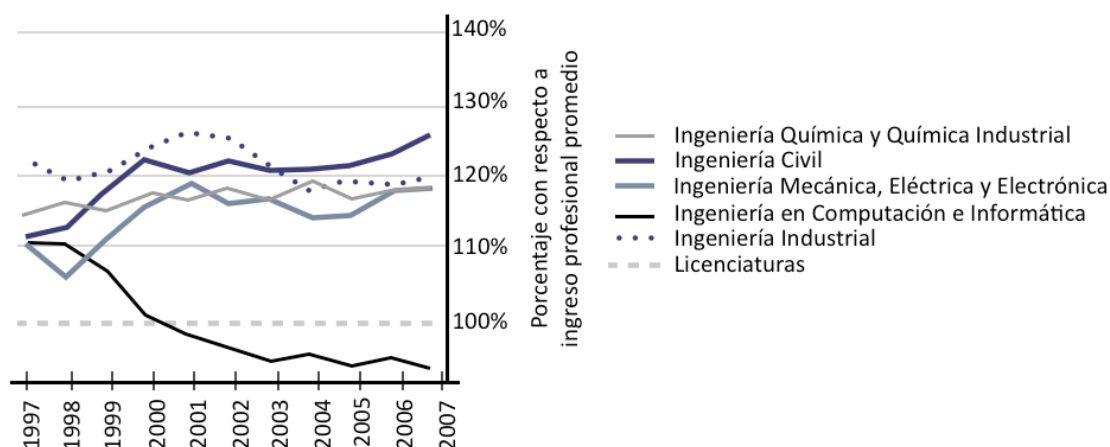 140%
130%
120%
110%
100%
1997
1998
1999
2000
2001
2002
2003
2004
2005
2006
2007
Porcentaje con respecto a
ingreso profesional promedio
Ingeniería Química y Química Industrial
Ingeniería Civil
Ingeniería Mecánica, Eléctrica y Electrónica
Ingeniería en Computación e Informática
Ingeniería Industrial
Licenciaturas